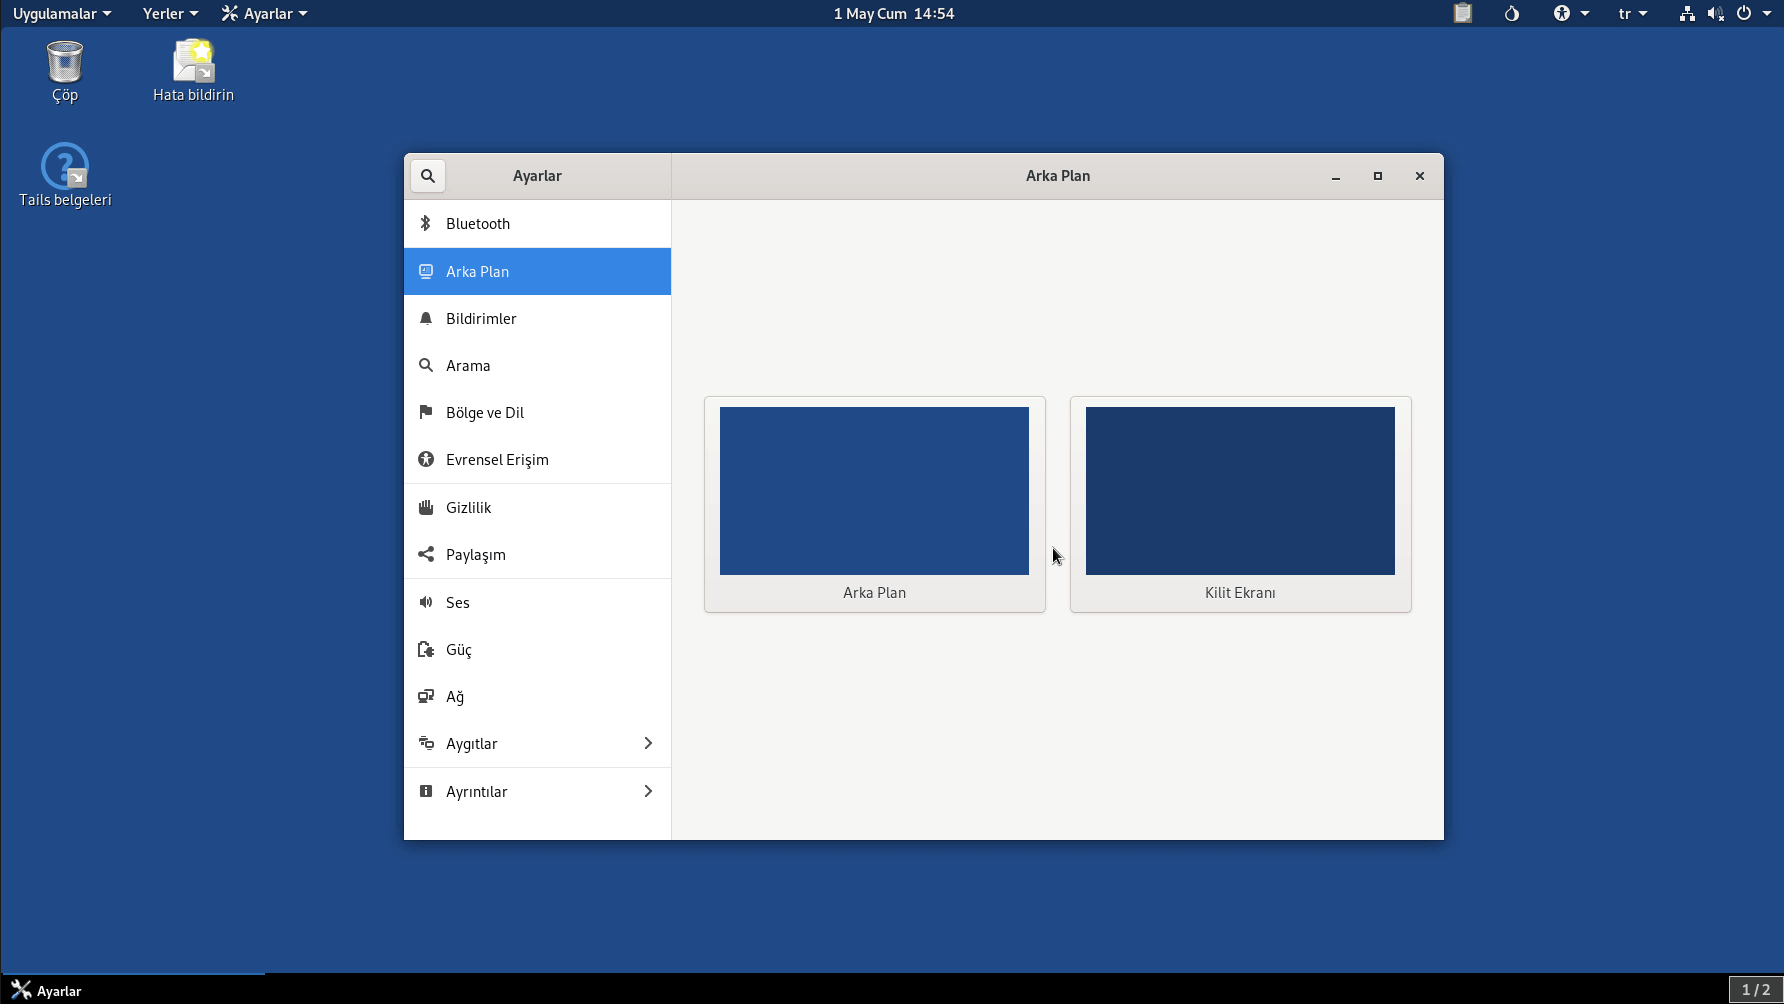 Uygulamalar Yerler Ayarlar 1 May Cum 14:54 tr
Çöp
Hata bildirin
Tails belgeleri
Ayarlar
Arka Plan
Bluetooth
Arka Plan
Bildirimler
Arama
Bölge ve Dil
Evrensel Erişim
Gizlilik
Paylaşım
Ses
Güç
Ağ
Aygıtlar
Ayrıntılar
Arka Plan
Kilit Ekranı
Ayarlar
1 / 2